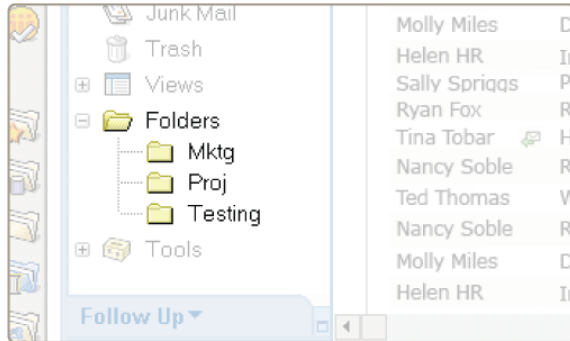 Junk Mail
Trash
Views
Folders
Mktg
Proj
Testing
Tools
Follow Up
Molly Miles D
Helen HR
Sally Spriggs P
Ryan Fox R
Tina Tobar H
Nancy Soble R
Ted Thomas
Nancy Soble R
Molly Miles D
Helen HR